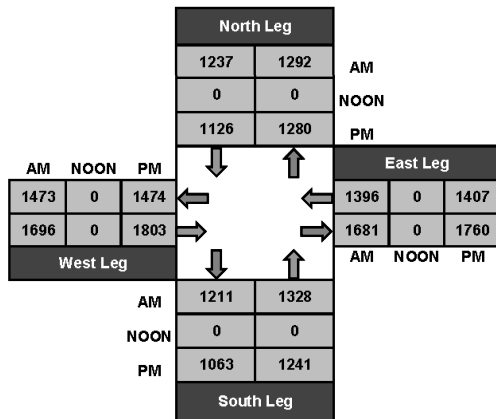 North Leg
1237 1292 AM
0 0 NOON
1126 1280 PM
AM NOON PM East Leg
1473 0 1474 1396 0 1407
1696 0 1803 1681 0 1760
West Leg AM NOON PM
AM 1211 1328
NOON 0 0
PM 1063 1241
South Leg